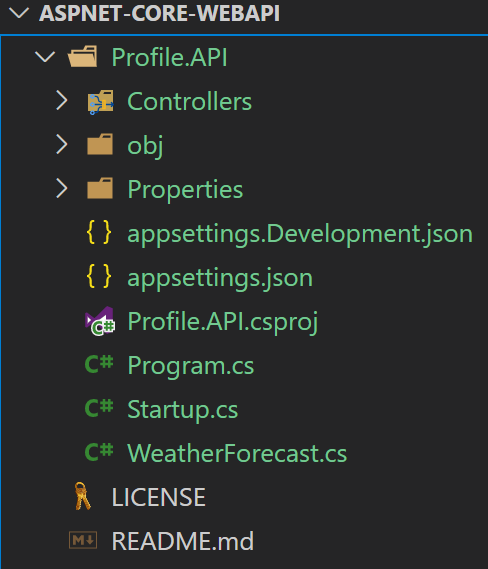 ASPNET-CORE-WEBAPI
Profile.API
Controllers
obj
Properties
{ } appsettings.Development.json
{ } appsettings.json
C# Profile.API.csproj
C# Program.cs
C# Startup.cs
C# WeatherForecast.cs
LICENSE
M README.md